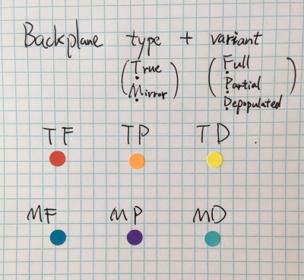 Backplane type + variant
(True (Full
Mirror) Partial
Depopulated)
TF TP TD
MF MP MD